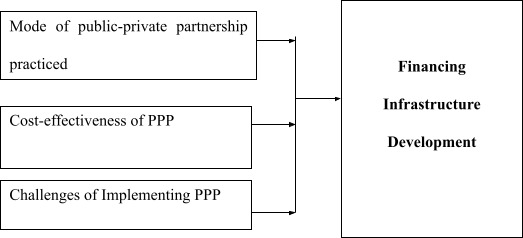 Mode of public-private partnership
practiced
Cost-effectiveness of PPP
Challenges of Implementing PPP
Financing
Infrastructure
Development